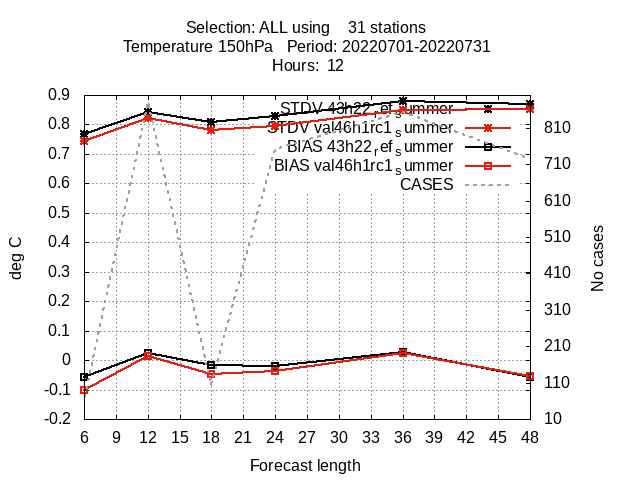 Selection: ALL using 31 stations
Temperature 150hPa Period: 20220701-20220731
Hours: 12
0.9
0.8
0.7
0.6
0.5
0.4
0.3
0.2
0.1
0
-0.1
-0.2
deg C
STDV 43h22_ref_summer
STDV val46h1rc1_summer
BIAS 43h22_ref_summer
BIAS val46h1rc1_summer
CASES
810
710
610
510
410
310
210
110
10
No cases
6 9 12 15 18 21 24 27 30 33 36 39 42 45 48
Forecast length